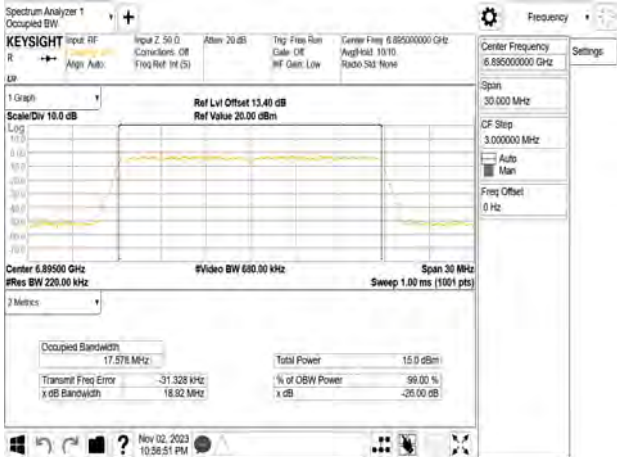 Spectrum Analyzer 1
Occupied BW
Frequency
KEYSIGHT Input: RF
R
Align: Auto
Input Z: 50 Ω
Corrections: Off
Freq Ref: Int (S)
Atten: 20 dB
Trig: Free Run
Gate: Off
#IF Gain: Low
Center Freq: 6.895000000 GHz
Avg|Hold: 10/10
Radio Std: None
Center Frequency
6.895000000 GHz
Settings
Span
30.000 MHz
CF Step
3.000000 MHz
Auto
Man
Freq Offset
0 Hz
1 Graph
Scale/Div 10.0 dB
Ref Lvl Offset 13.40 dB
Ref Value 20.00 dBm
Log
10.0
0.00
Center 6.89500 GHz
#Res BW 220.00 kHz
#Video BW 680.00 kHz
Span 30 MHz
Sweep 1.00 ms (1001 pts)
2 Metrics
Occupied Bandwidth
17.578 MHz
Total Power
15.0 dBm
Transmit Freq Error
-31.328 kHz
% of OBW Power
99.00 %
x dB Bandwidth
18.92 MHz
x dB
-26.00 dB
?
Nov 02, 2023
10:56:51 PM